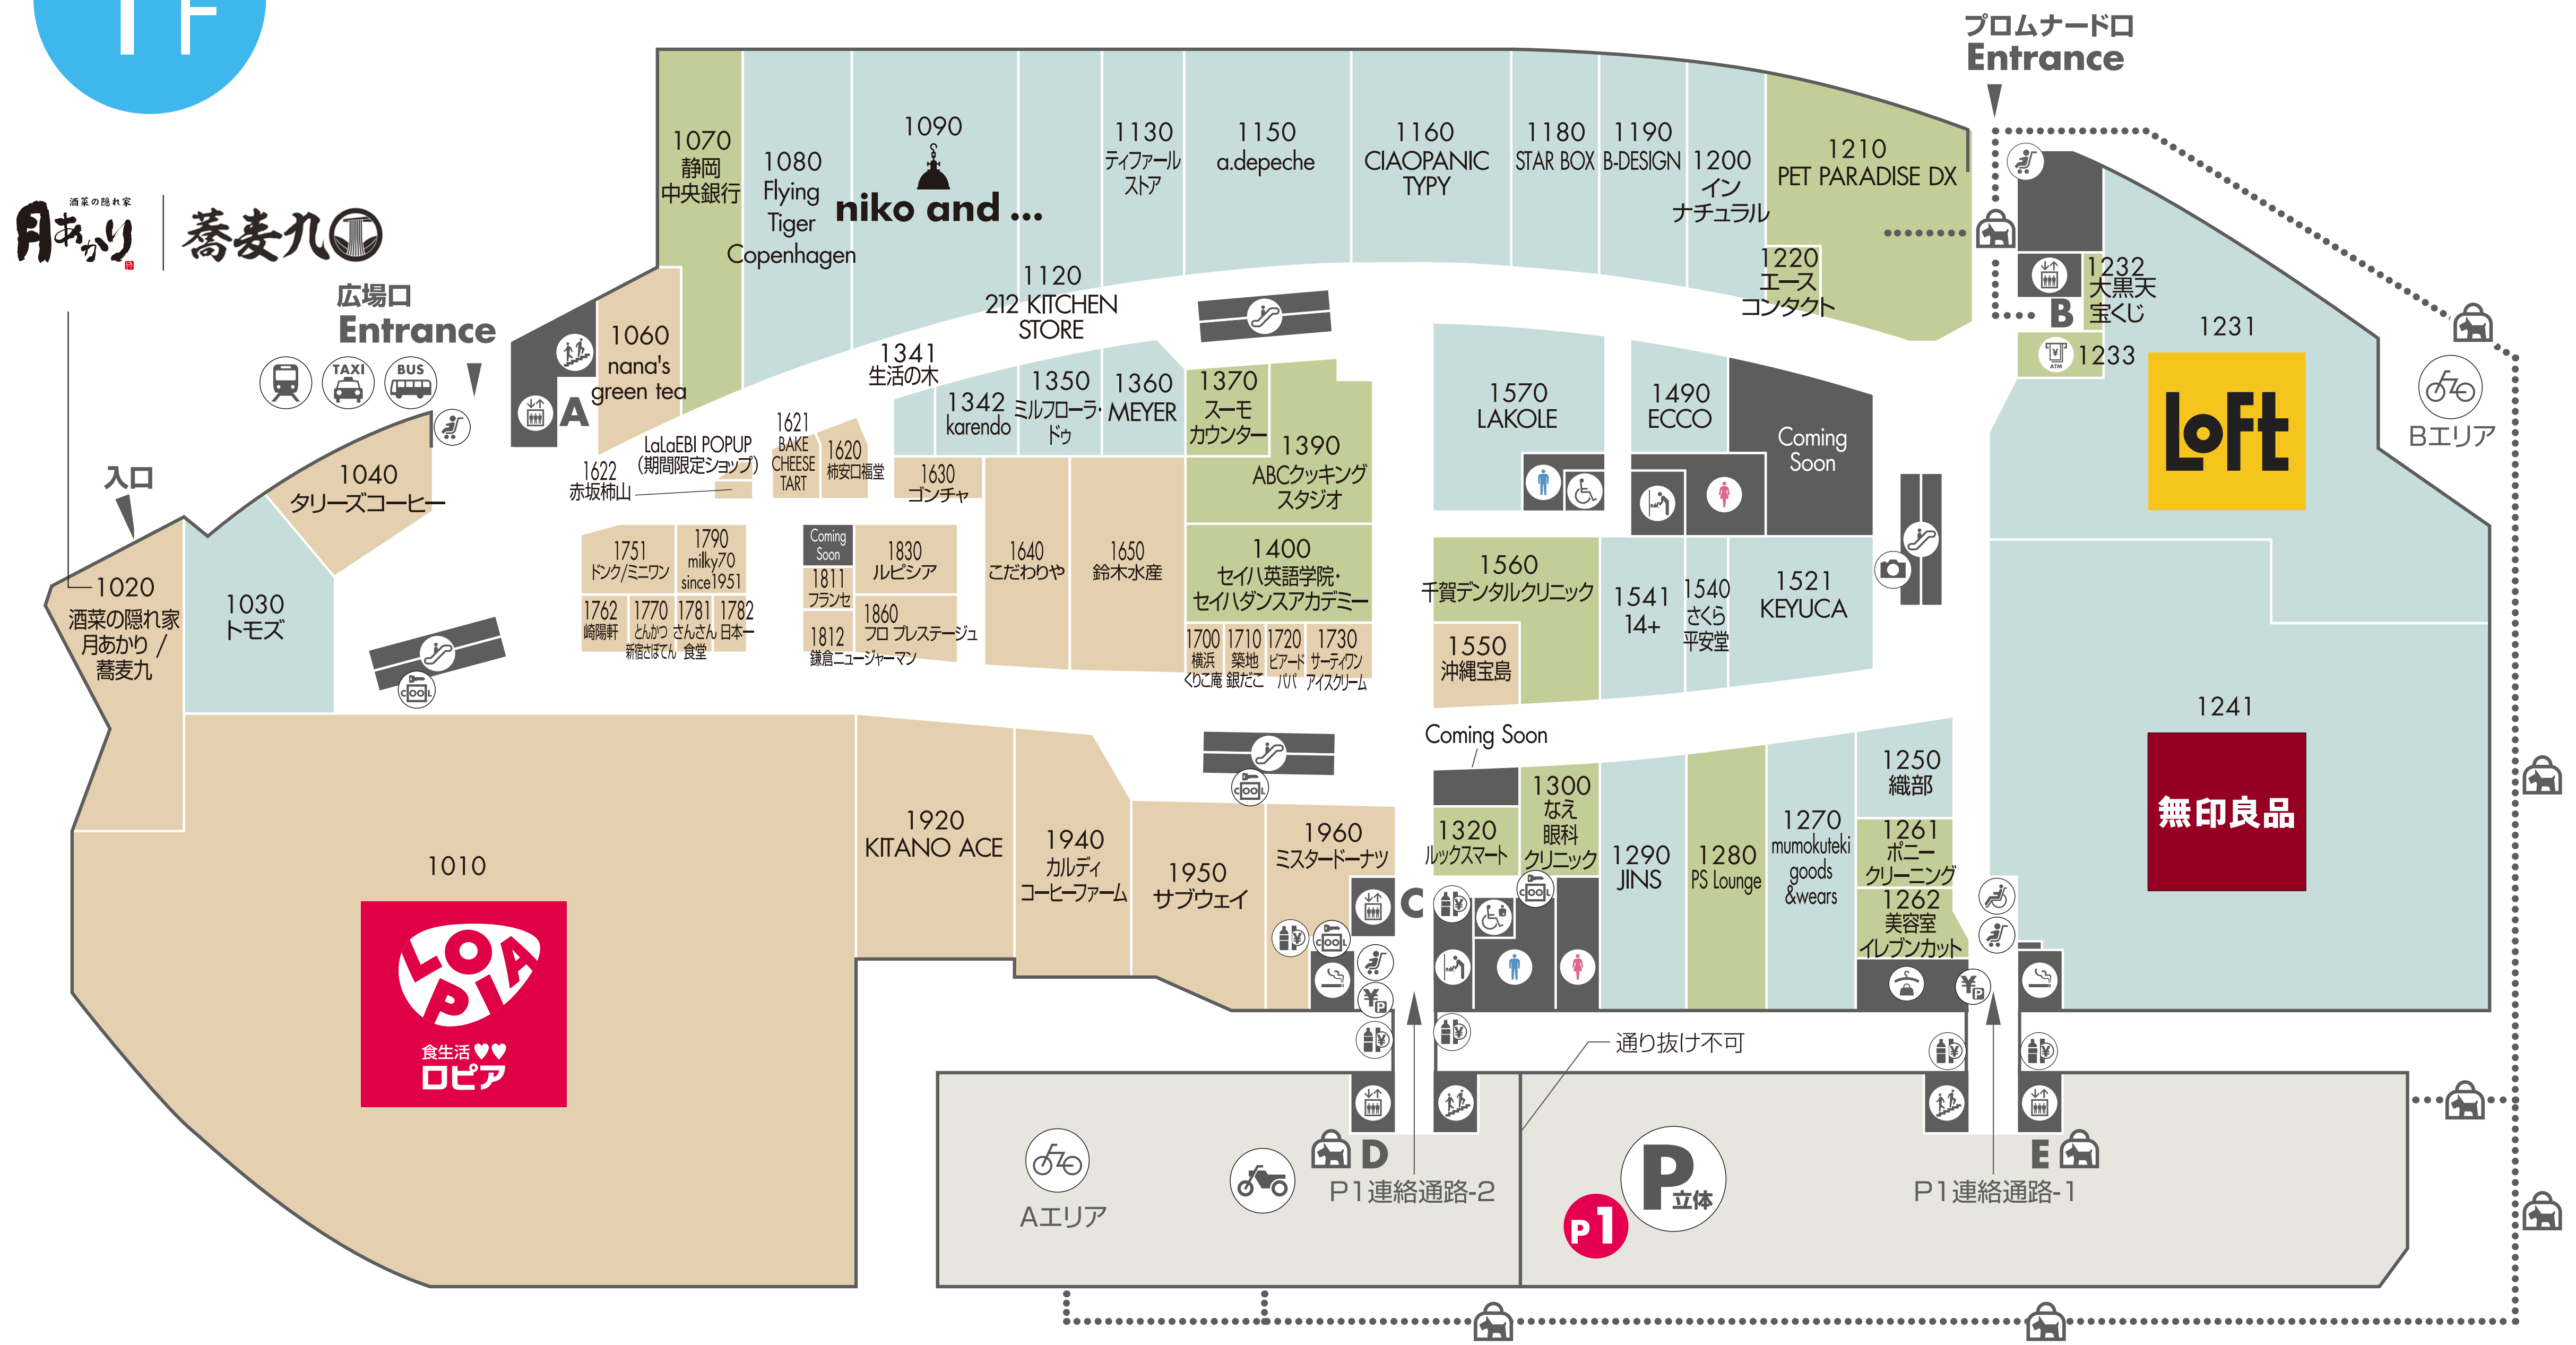 1F
プロムナード口
Entrance
酒菜の隠れ家
月あかり
蕎麦九
広場口
Entrance
TAXI
BUS
入口
A
1070
静岡
中央銀行
1080
Flying
Tiger
Copenhagen
1090
niko and ...
1120
212 KITCHEN
STORE
1130
ティファール
ストア
1150
a.depeche
1160
CIAOPANIC
TYPY
1180
STAR BOX
1190
B-DESIGN
1200
イン
ナチュラル
1210
PET PARADISE DX
1220
エース
コンタクト
1232
大黒天
宝くじ
B
¥
ATM
1233
1231
LOFT
Bエリア
1060
nana's
green tea
1040
タリーズコーヒー
1020
酒菜の隠れ家
月あかり /
蕎麦九
1030
トモズ
COOL
1341
生活の木
1342
karendo
1350
ミルフローラ・
ドゥ
1360
MEYER
1370
スーモ
カウンター
1390
ABCクッキング
スタジオ
1400
セイハ英語学院・
セイハダンスアカデミー
LaLaEBI POPUP
(期間限定ショップ)
1622
赤坂柿山
1621
BAKE
CHEESE
TART
1620
柿安口福堂
1630
ゴンチャ
1640
こだわりや
1650
鈴木水産
1751
ドンク/ミニワン
1790
milky70
since1951
1762
崎陽軒
1770
とんかつ
新宿さぼてん
1781
さんさん
食堂
1782
日本一
Coming
Soon
1811
フランセ
1812
鎌倉ニュージャーマン
1830
ルピシア
1860
フロ プレステージュ
1700
横浜
くりこ庵
1710
築地
銀だこ
1720
ビアード
パパ
1730
サーティワン
アイスクリーム
1570
LAKOLE
1490
ECCO
Coming
Soon
1560
千賀デンタルクリニック
1550
沖縄宝島
1541
14+
1540
さくら
平安堂
1521
KEYUCA
1241
無印良品
1010
LOPIA
食生活♥♥
ロピア
1920
KITANO ACE
1940
カルディ
コーヒーファーム
1950
サブウェイ
1960
ミスタードーナツ
COOL
¥
COOL
¥P
¥
C
Coming Soon
1320
ルックスマート
1300
なえ
眼科
クリニック
COOL
¥
1290
JINS
1280
PS Lounge
1270
mumokuteki
goods
&wears
1250
織部
1261
ポニー
クリーニング
1262
美容室
イレブンカット
¥P
¥
¥
¥
通り抜け不可
D
P1連絡通路-2
Aエリア
P1
P
立体
P1連絡通路-1
E